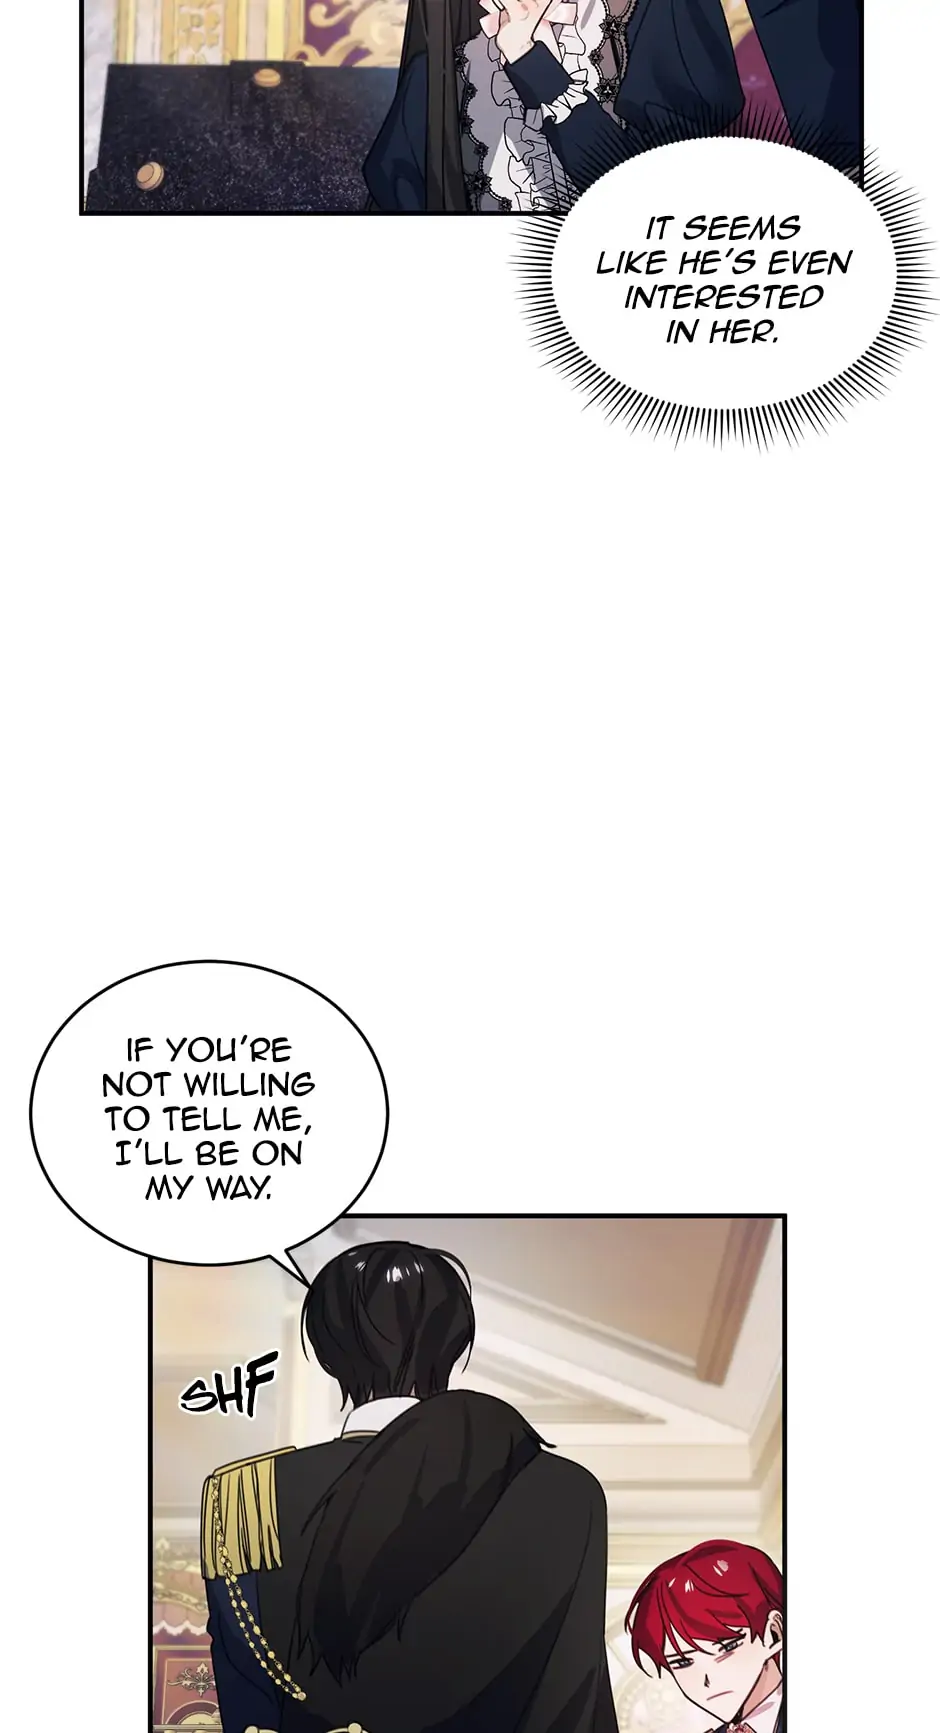 IT SEEMS
LIKE HE'S EVEN
INTERESTED
IN HER.
IF YOU'RE
NOT WILLING
TO TELL ME,
I'LL BE ON
MY WAY.
SHF